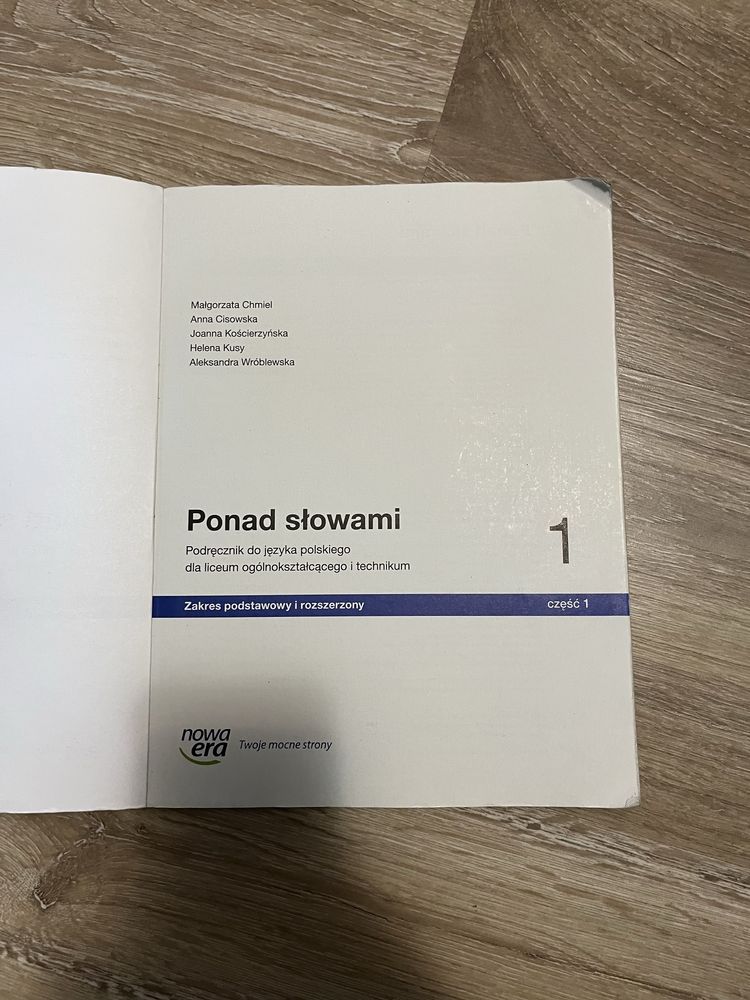 Małgorzata Chmiel
Anna Cisowska
Joanna Kościerzyńska
Helena Kusy
Aleksandra Wróblewska
Ponad słowami 1
Podręcznik do języka polskiego
dla liceum ogólnokształcącego i technikum
Zakres podstawowy i rozszerzony część 1
nowa
era Twoje mocne strony